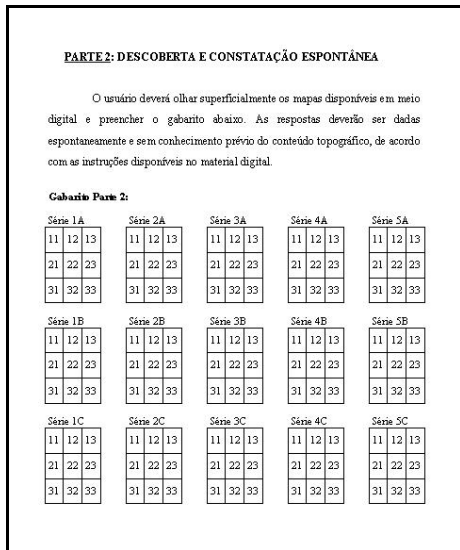 PARTE 2: DESCOBERTA E CONSTATAÇÃO ESPONTÂNEA
O usuário deverá olhar superficialmente os mapas disponíveis em meio
digital e preencher o gabarito abaixo. As respostas deverão ser dadas
espontaneamente e sem conhecimento prévio do conteúdo topográfico, de acordo
com as instruções disponíveis no material digital.
Gabarito Parte 2:
Série 1A Série 2A Série 3A Série 4A Série 5A
11 12 13 11 12 13 11 12 13 11 12 13 11 12 13
21 22 23 21 22 23 21 22 23 21 22 23 21 22 23
31 32 33 31 32 33 31 32 33 31 32 33 31 32 33
Série 1B Série 2B Série 3B Série 4B Série 5B
11 12 13 11 12 13 11 12 13 11 12 13 11 12 13
21 22 23 21 22 23 21 22 23 21 22 23 21 22 23
31 32 33 31 32 33 31 32 33 31 32 33 31 32 33
Série 1C Série 2C Série 3C Série 4C Série 5C
11 12 13 11 12 13 11 12 13 11 12 13 11 12 13
21 22 23 21 22 23 21 22 23 21 22 23 21 22 23
31 32 33 31 32 33 31 32 33 31 32 33 31 32 33